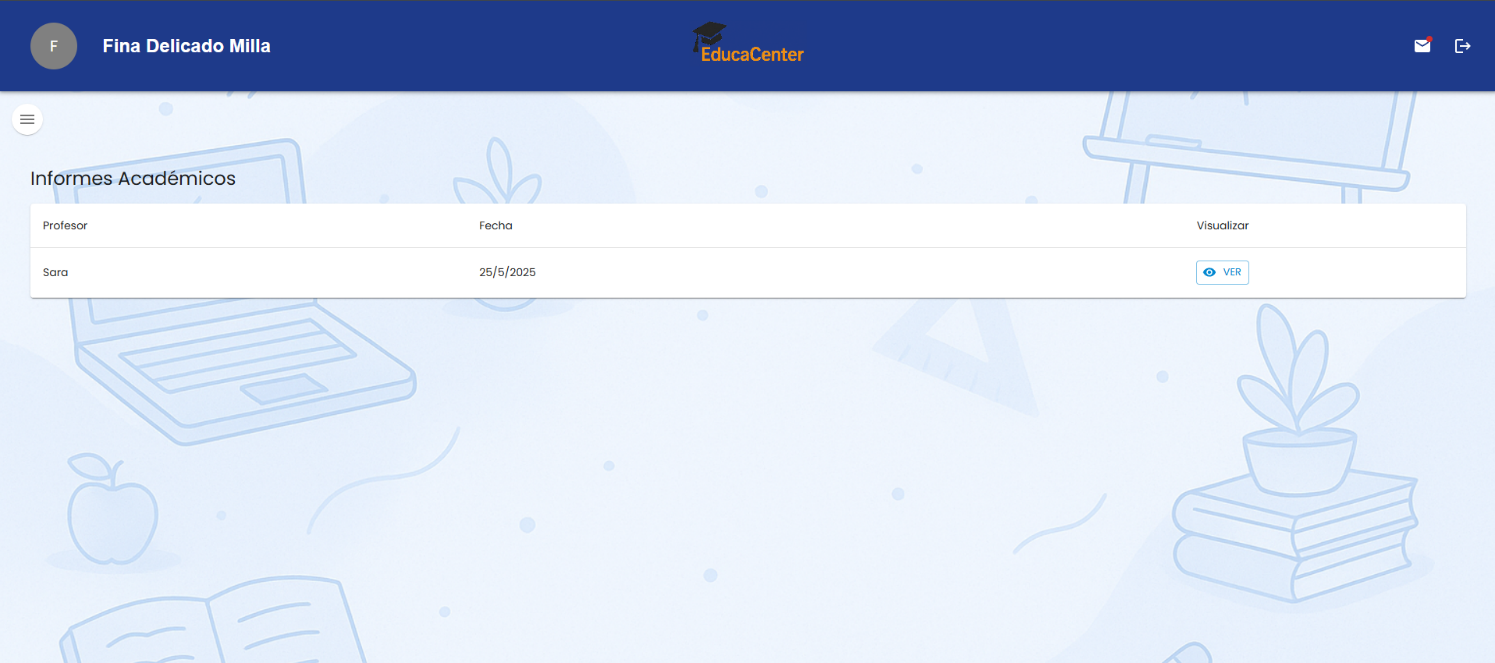 F
Fina Delicado Milla
EducaCenter
Informes Académicos
Profesor Fecha Visualizar
Sara 25/5/2025 VER